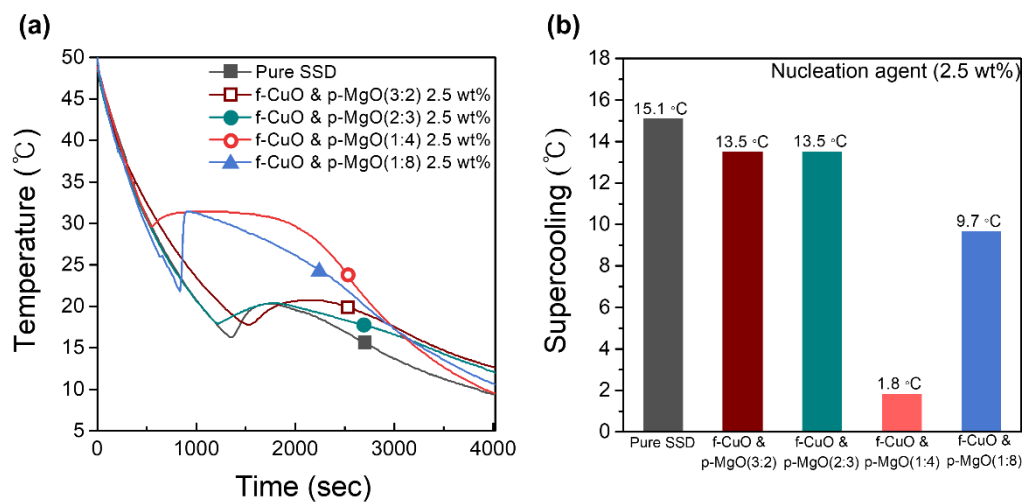 (a)
Temperature (℃)
50
45
40
35
30
25
20
15
10
5
0
1000
2000
3000
4000
Time (sec)
Pure SSD
f-CuO & p-MgO(3:2) 2.5 wt%
f-CuO & p-MgO(2:3) 2.5 wt%
f-CuO & p-MgO(1:4) 2.5 wt%
f-CuO & p-MgO(1:8) 2.5 wt%
(b)
Supercooling (℃)
18
16
14
12
10
8
6
4
2
0
Nucleation agent (2.5 wt%)
15.1 °C
13.5 °C
13.5 °C
1.8 °C
9.7 °C
Pure SSD
f-CuO &
p-MgO(3:2)
f-CuO &
p-MgO(2:3)
f-CuO &
p-MgO(1:4)
f-CuO &
p-MgO(1:8)